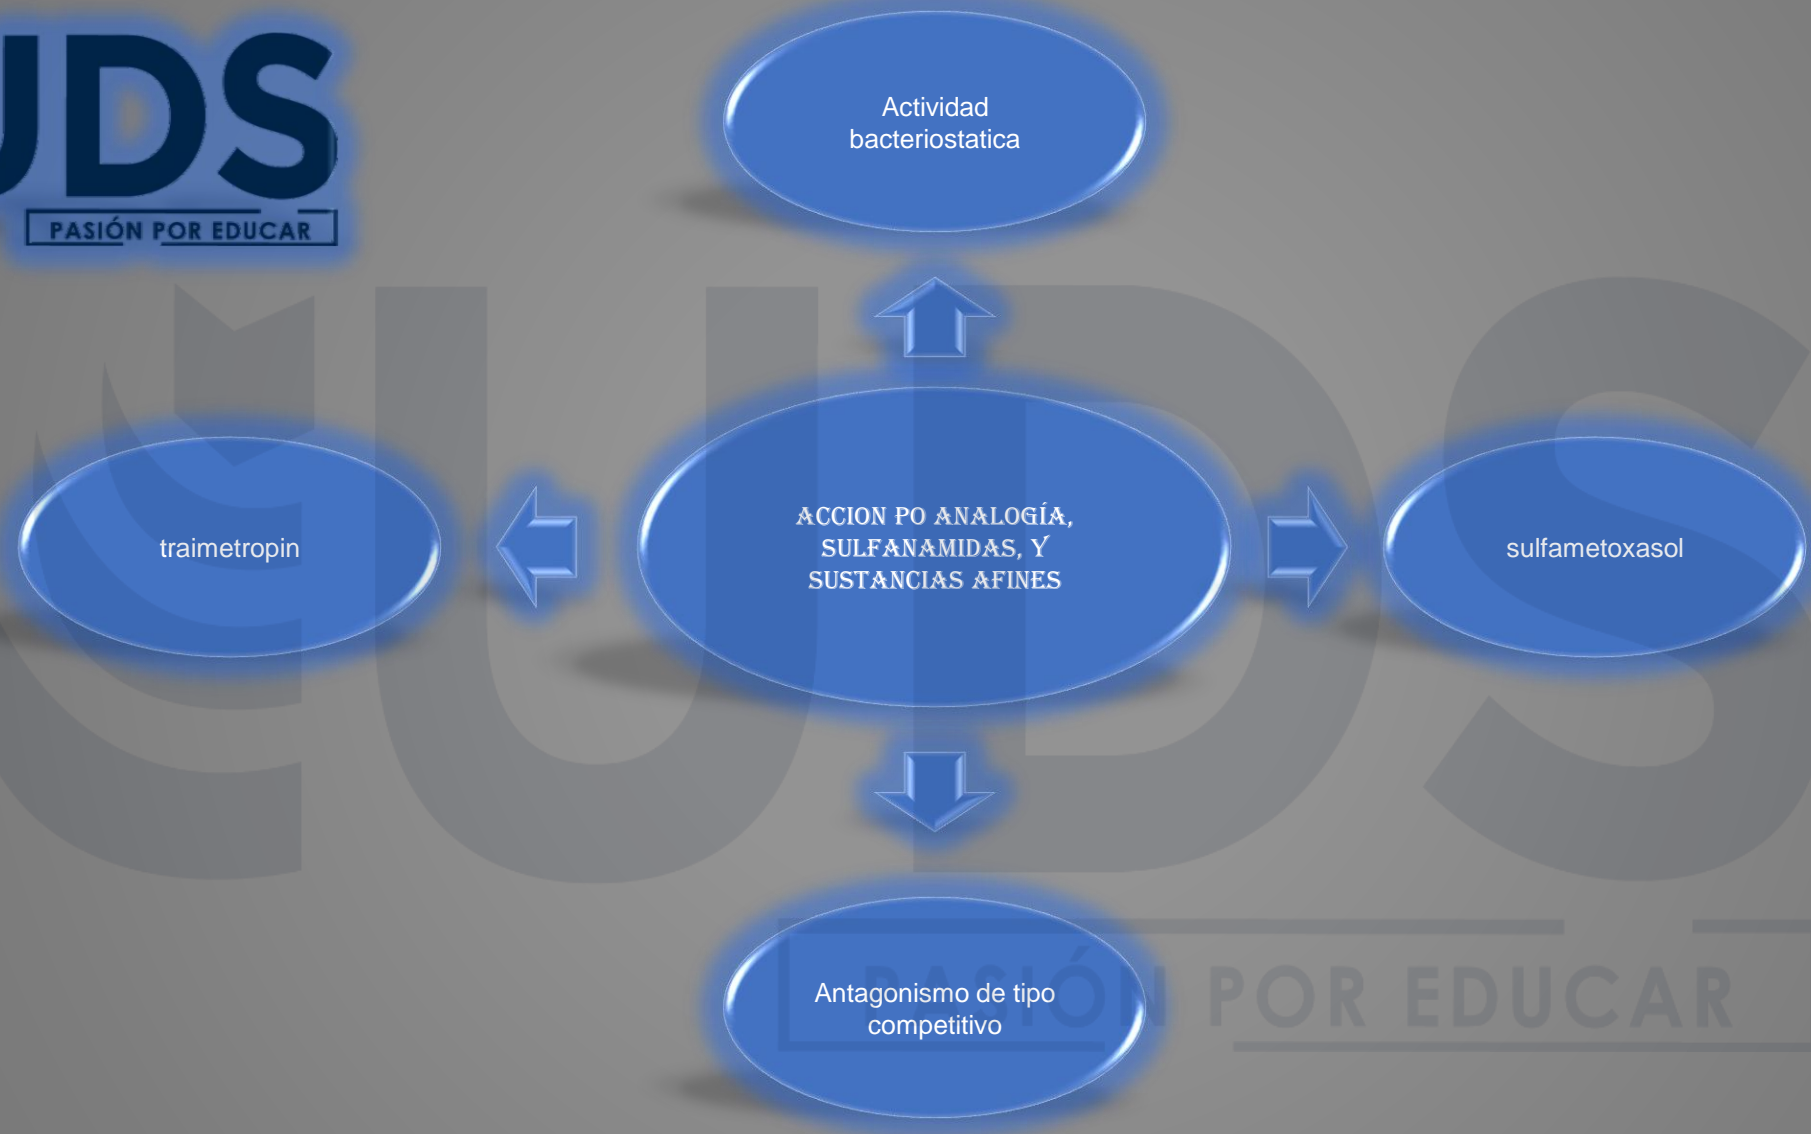 UDS
PASIÓN POR EDUCAR
Actividad
bacteriostatica
traimetropin
ACCION PO ANALOGÍA,
SULFANAMIDAS, Y
SUSTANCIAS AFINES
sulfametoxasol
Antagonismo de tipo
competitivo
UDS
PASIÓN POR EDUCAR